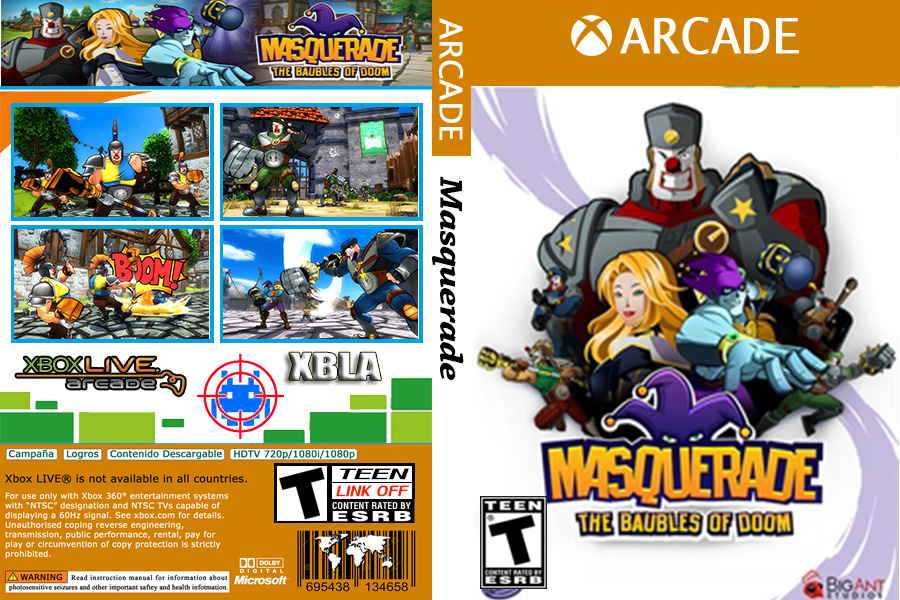 MASQUERADE
THE BAUBLES OF DOOM
BOOM!
XBOX LIVE
arcade
XBLA
Campaña
Logros
Contenido Descargable
HDTV 720p/1080i/1080p
Xbox LIVE® is not available in all countries.
For use only with Xbox 360® entertainment systems
with "NTSC" designation and NTSC TVs capable of
displaying a 60Hz signal. See xbox.com for details.
Unauthorised coping reverse engineering,
transmission, public performance, rental, pay for
play or circumvention of copy protection is strictly
prohibited.
WARNING Read instruction manual for information about
photosensitive seizures and other important saftey and health infotmation.
T
TEEN
LINK OFF
CONTENT RATED BY
ESRB
DOLBY
DIGITAL
Microsoft
695438 134658
ARCADE
Masquerade
ARCADE
MASQUERADE
THE BAUBLES OF DOOM
TEEN
T
®
CONTENT RATED BY
ESRB
BIGANT
STUDIOS